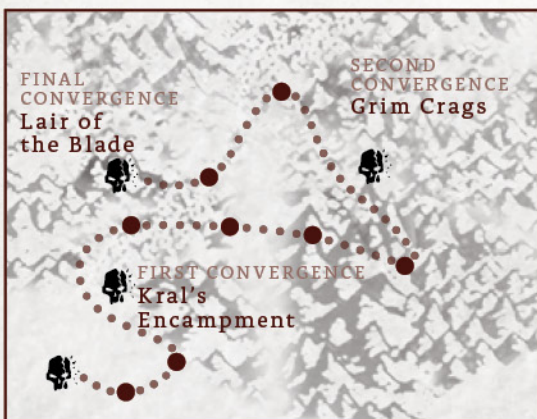 FINAL
CONVERGENCE
Lair of
the Blade
SECOND
CONVERGENCE
Grim Crags
FIRST CONVERGENCE
Kral's
Encampment